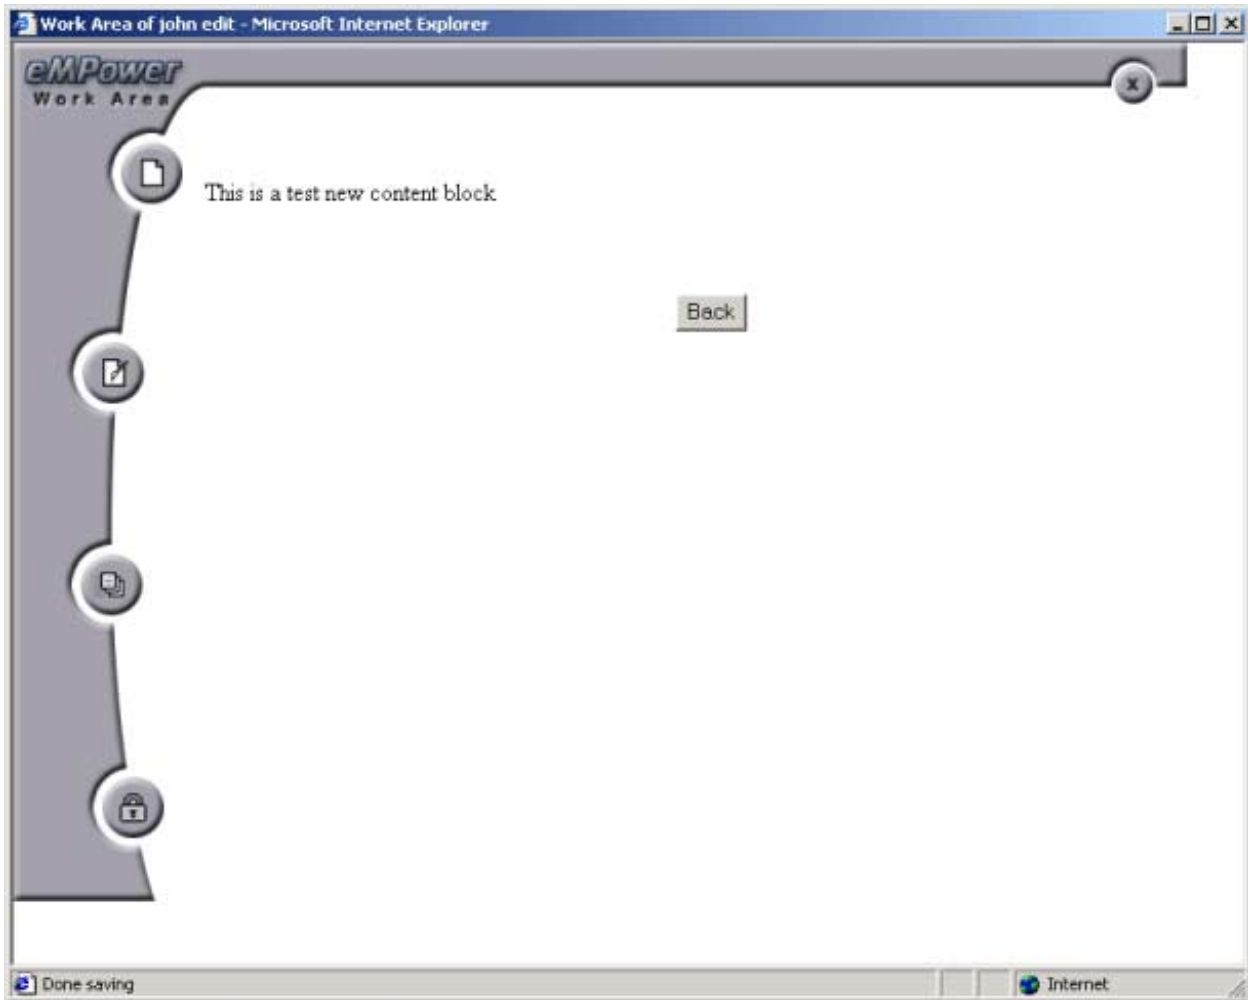 Work Area of john edit - Microsoft Internet Explorer
eMPower
Work Area
x
This is a test new content block
Back
Done saving
Internet